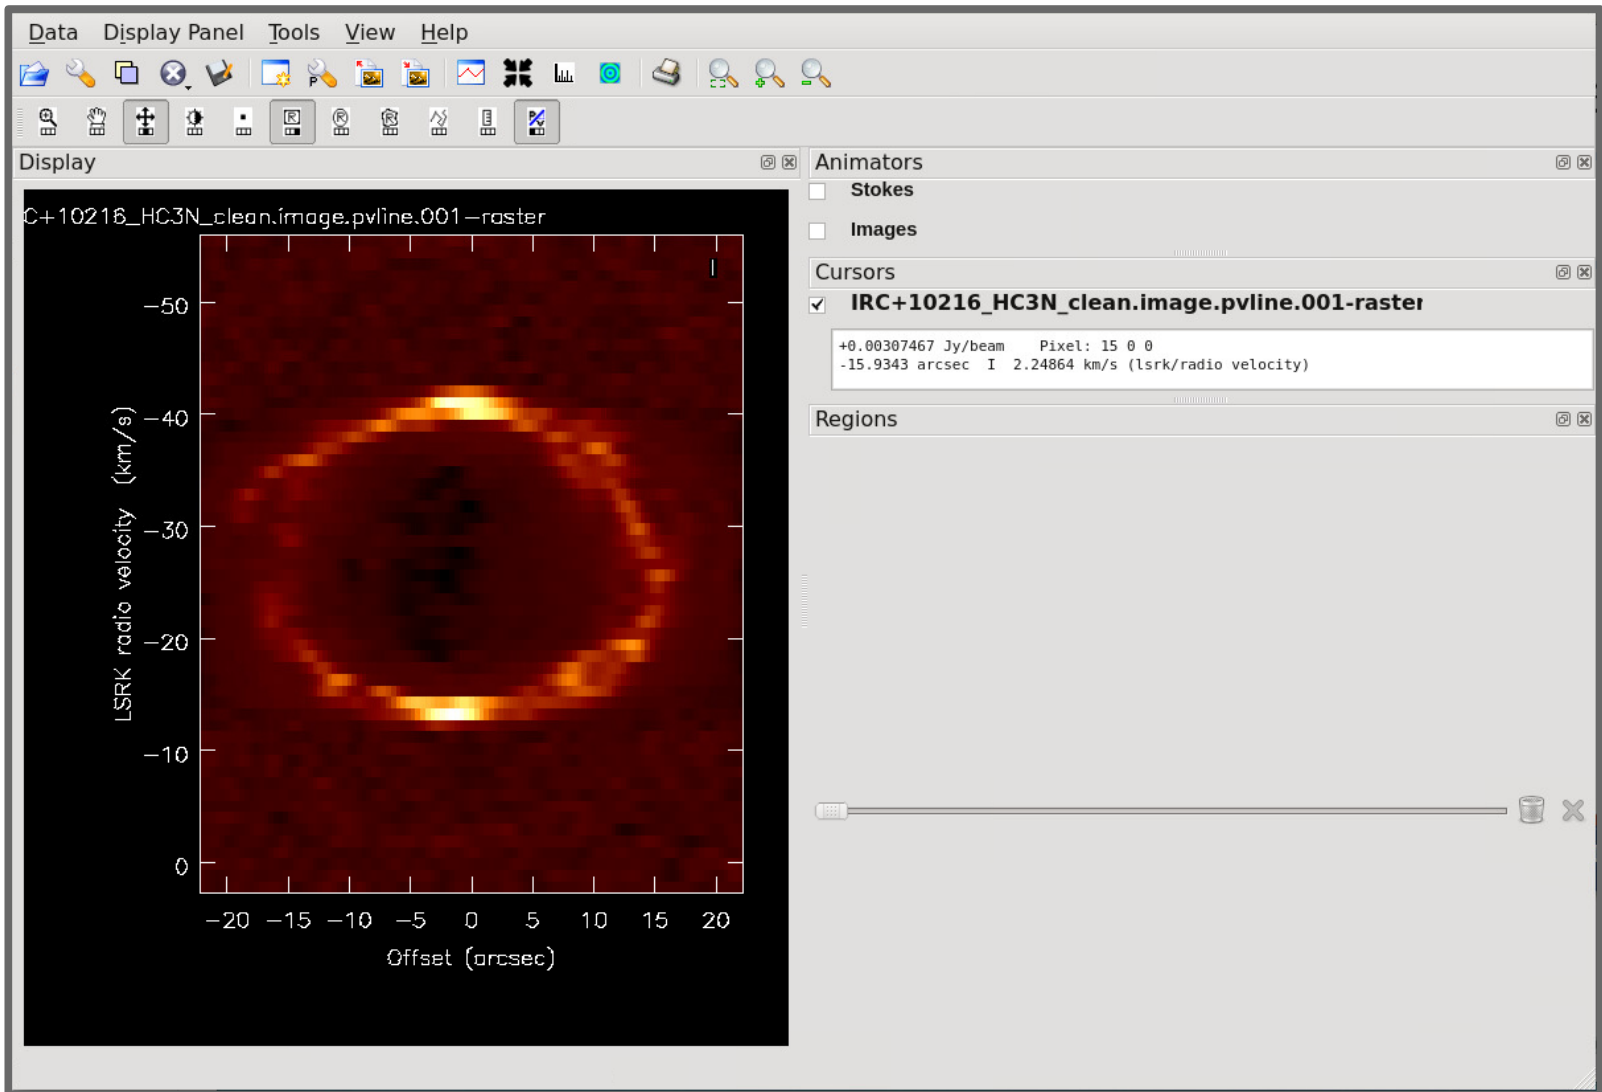 Data Display Panel Tools View Help
Display
C+10216_HC3N_clean.image.pvline.001-raster
I
-50
-40
-30
-20
-10
0
LSRK radio velocity (km/s)
-20 -15 -10 -5 0 5 10 15 20
Offset (arcsec)
Animators
Stokes
Images
Cursors
IRC+10216_HC3N_clean.image.pvline.001-raster
+0.00307467 Jy/beam Pixel: 15 0 0
-15.9343 arcsec I 2.24864 km/s (lsrk/radio velocity)
Regions